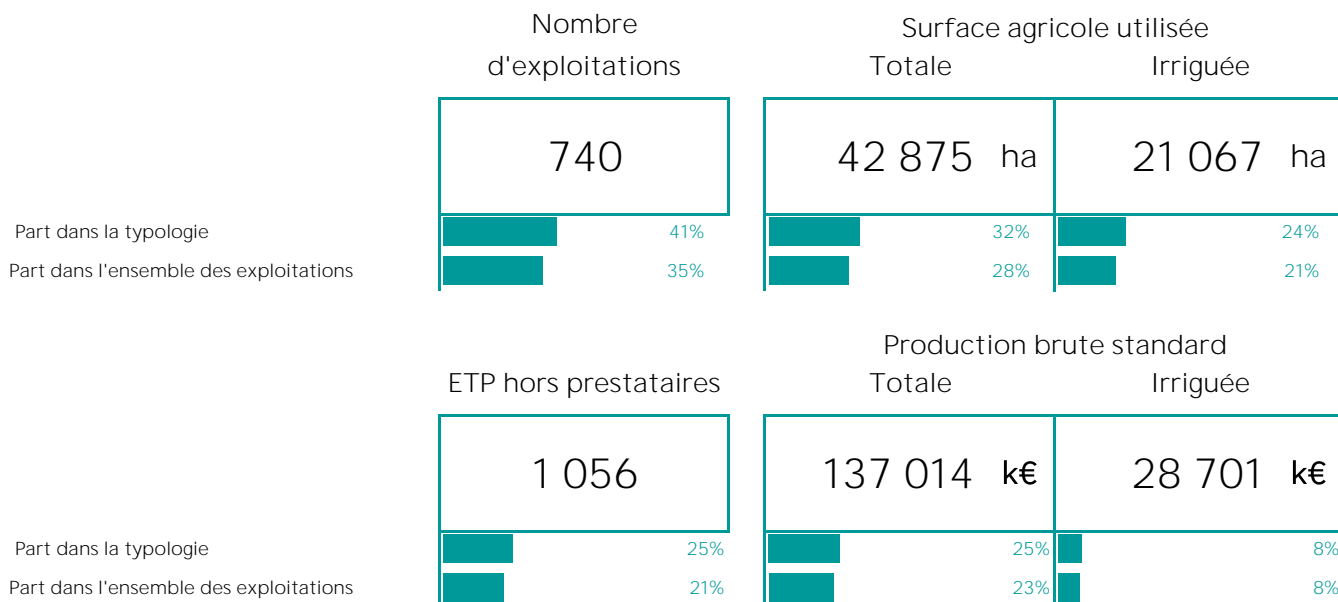 Nombre
d'exploitations
Surface agricole utilisée
Totale Irriguée
740 42 875 ha 21 067 ha
Part dans la typologie 41% 32% 24%
Part dans l'ensemble des exploitations 35% 28% 21%
Production brute standard
ETP hors prestataires Totale Irriguée
1 056 137 014 k€ 28 701 k€
Part dans la typologie 25% 25% 8%
Part dans l'ensemble des exploitations 21% 23% 8%